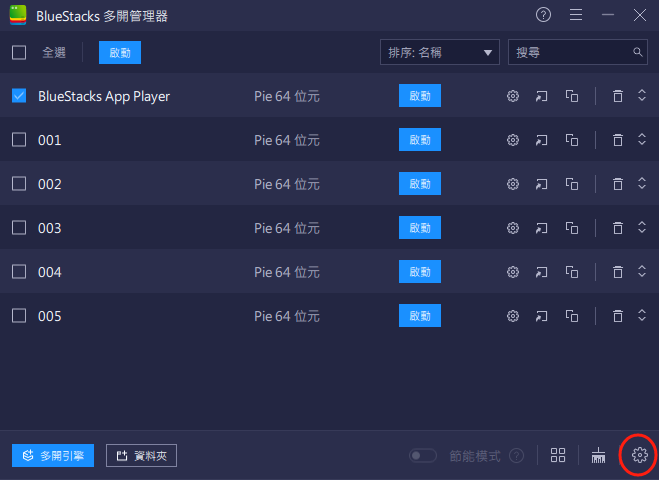 BlueStacks 多開管理器
全選 啟動 排序: 名稱 搜尋
BlueStacks App Player Pie 64 位元 啟動
001 Pie 64 位元 啟動
002 Pie 64 位元 啟動
003 Pie 64 位元 啟動
004 Pie 64 位元 啟動
005 Pie 64 位元 啟動
多開引擎 資料夾 節能模式